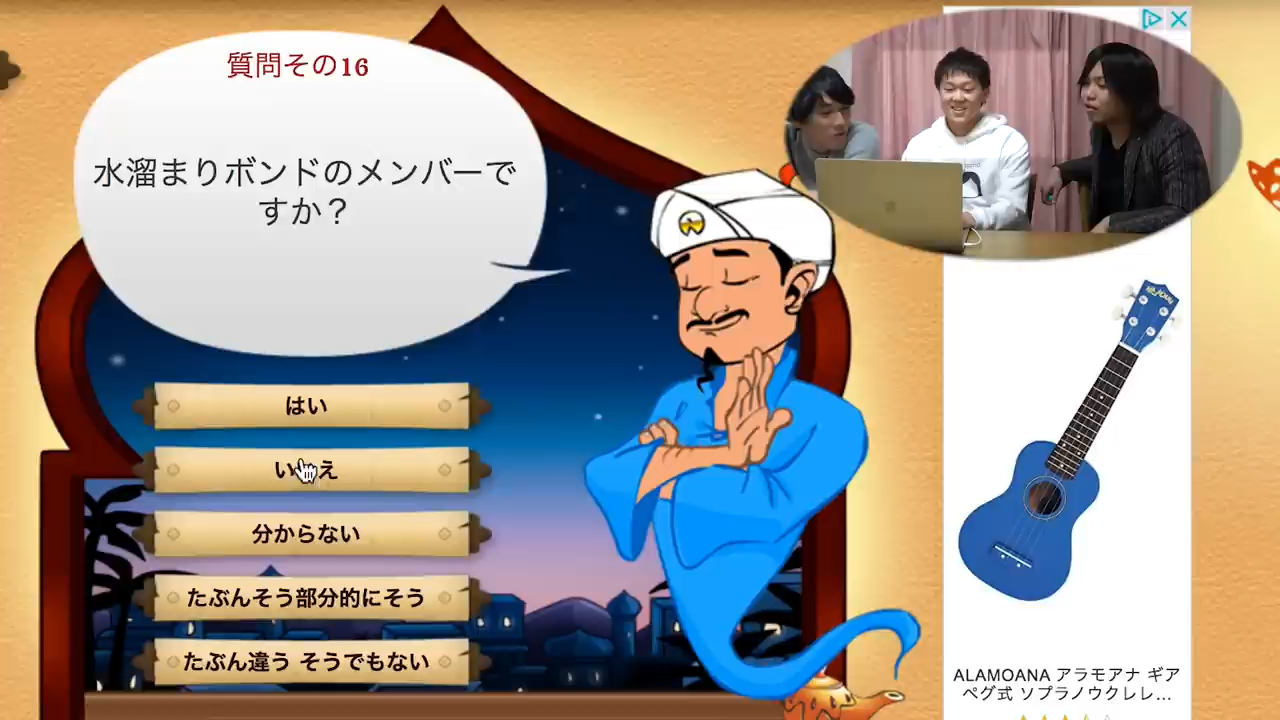 質問その16
水溜まりボンドのメンバーで
すか？
はい
いいえ
分からない
たぶんそう部分的にそう
たぶん違う そうでもない
ALAMOANA アラモアナ ギア
ペグ式 ソプラノウクレレ...